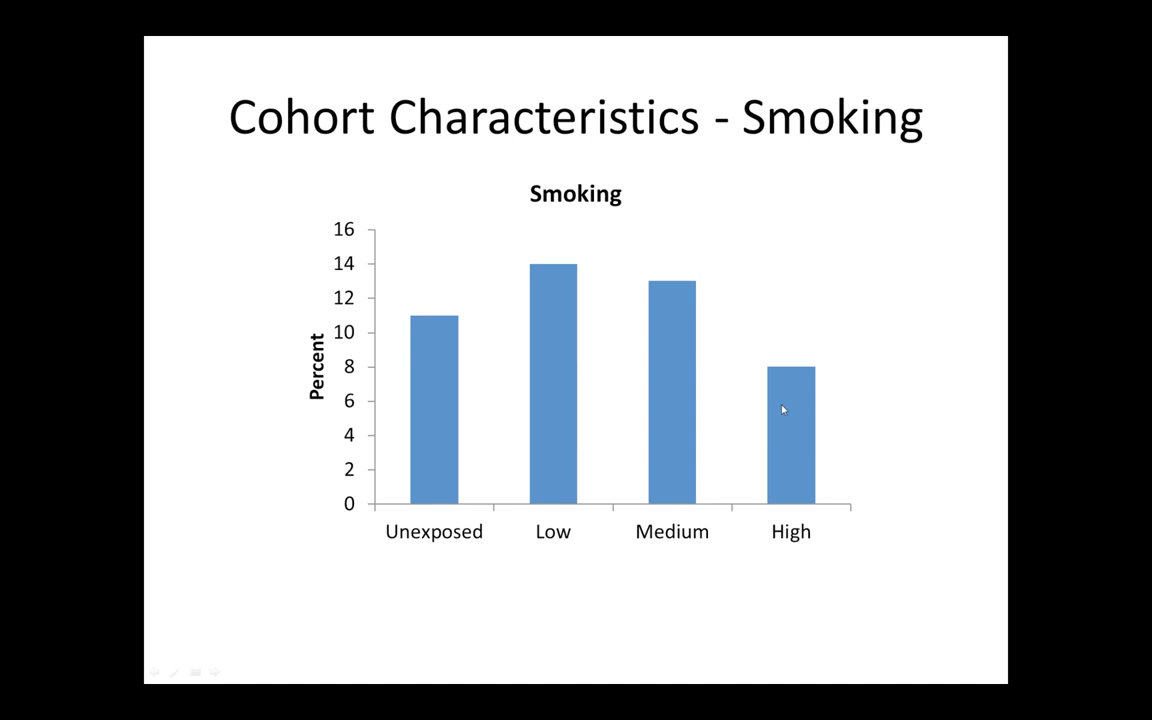 Cohort Characteristics - Smoking
Smoking
16
14
12
10
8
6
4
2
0
Percent
Unexposed Low Medium High